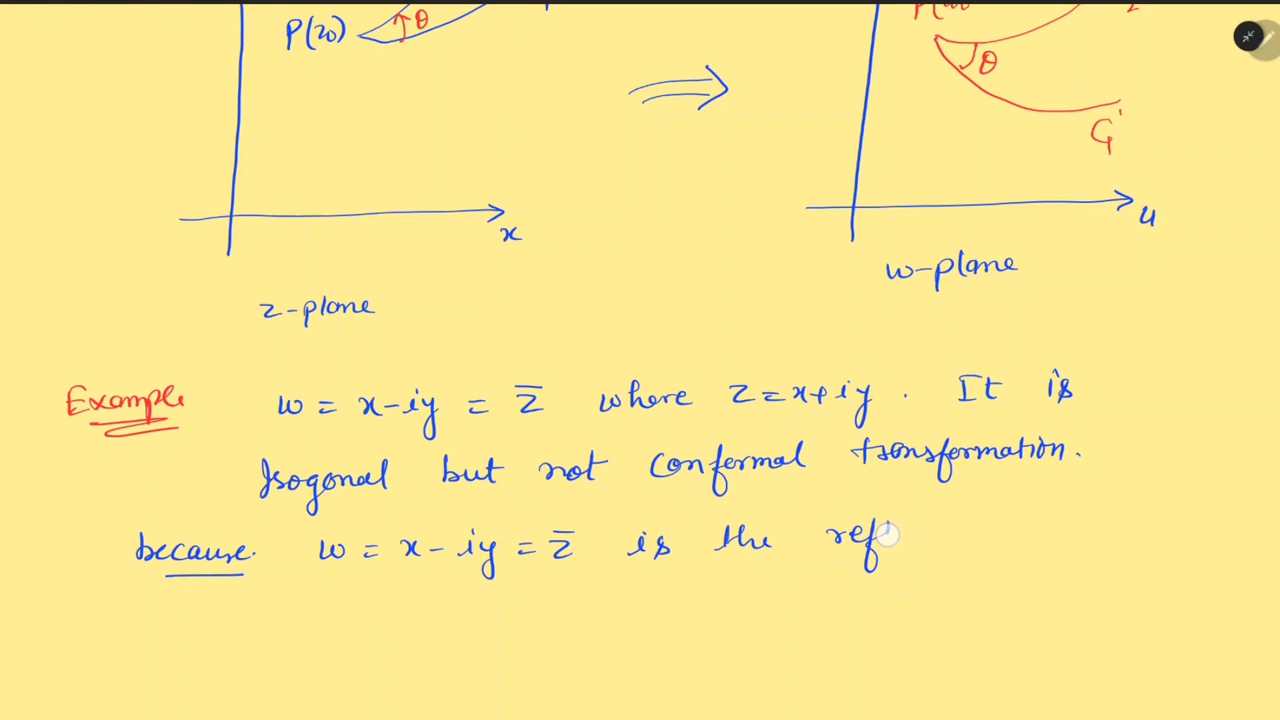 P(z0) θ
θ
G'
x
u
z-plane
w-plane
Example w = x-iy = z̅ where z=x+iy. It is
Isogonal but not Conformal transformation.
because. w = x-iy = z̅ is the ref